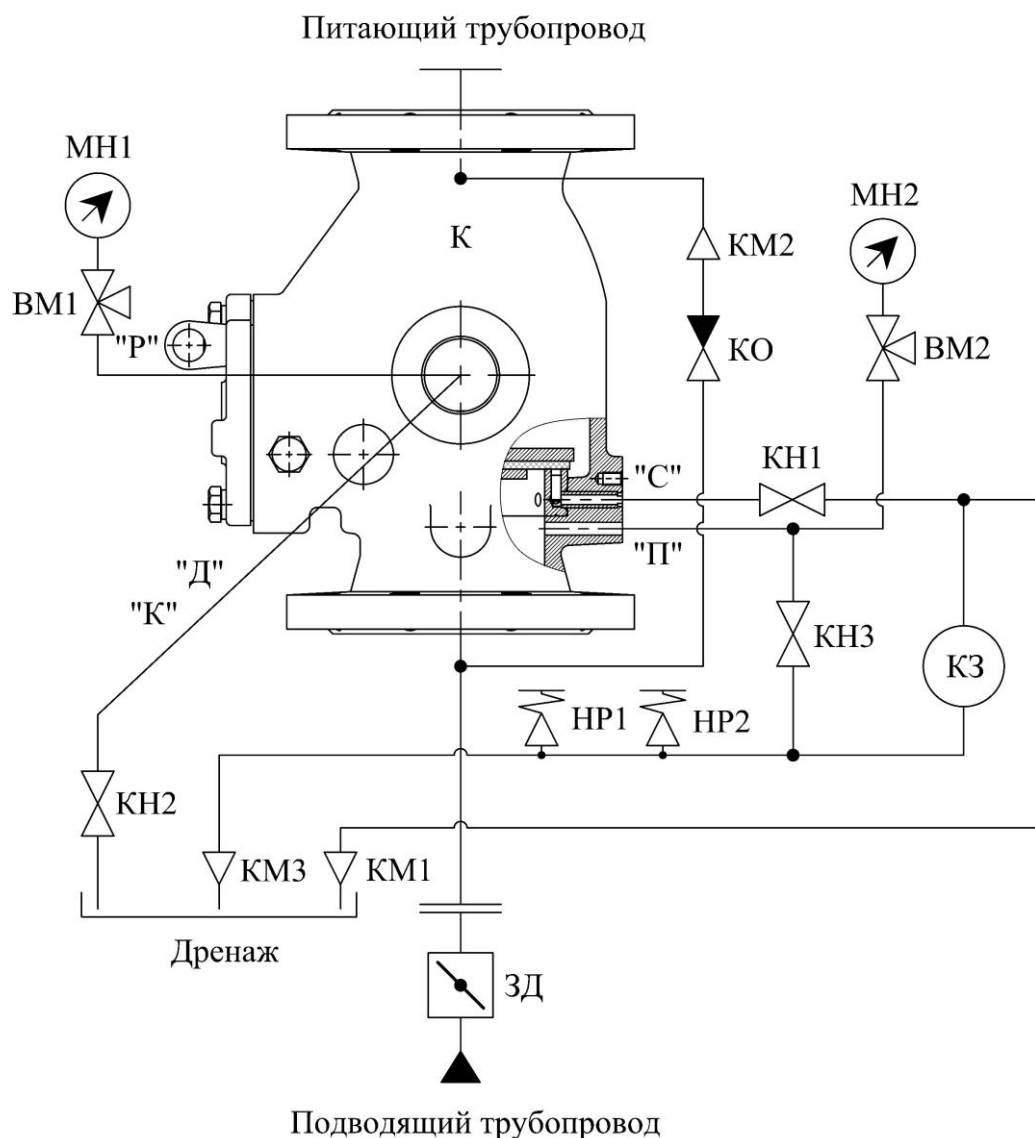 Питающий трубопровод
МН1
МН2
К
КМ2
ВМ1
"Р"
КО
ВМ2
"С"
КН1
"П"
"Д"
"К"
КН3
КЗ
НР1
НР2
КН2
КМ3
КМ1
Дренаж
ЗД
Подводящий трубопровод